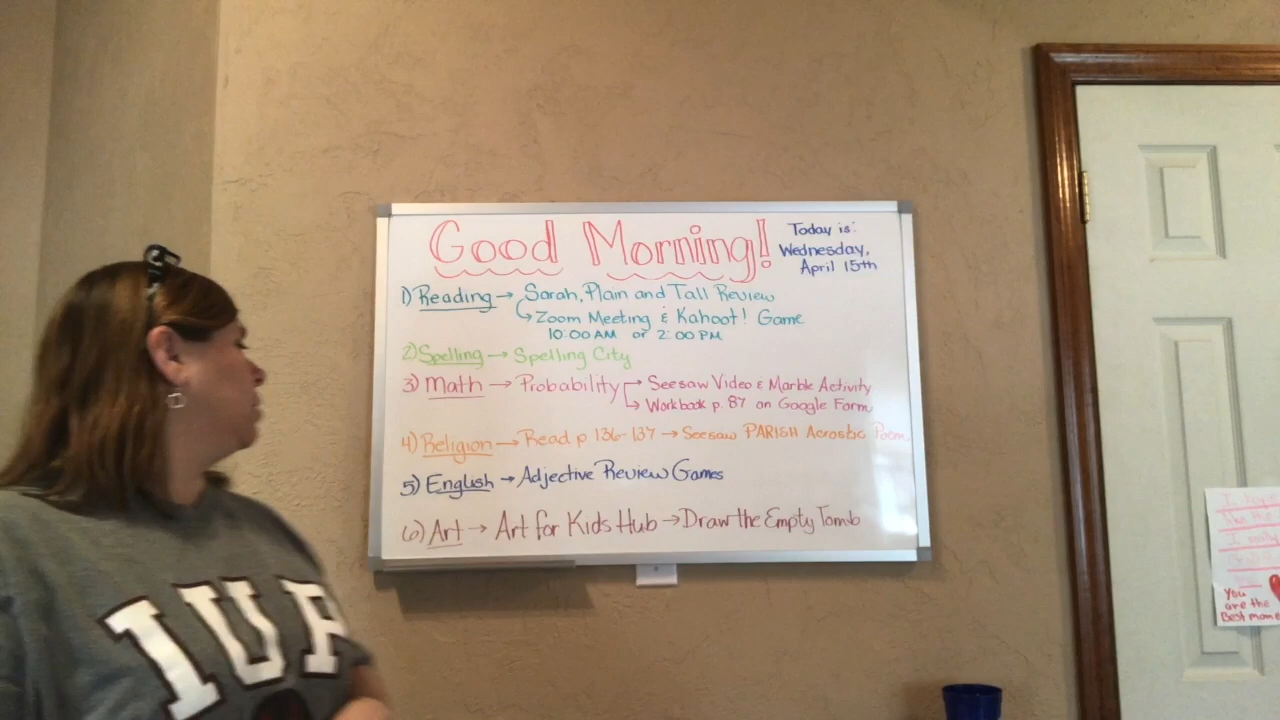 Good Morning!
Today is:
Wednesday,
April 15th
1) Reading → Sarah, Plain and Tall Review
↳ Zoom Meeting & Kahoot! Game
10:00 AM or 2:00 PM
2) Spelling → Spelling City
3) Math → Probability → Seesaw Video & Marble Activity
↳ Workbook p. 87 on Google Form
4) Religion → Read p 136-137 → Seesaw PARISH Acrostic Poem
5) English → Adjective Review Games
6) Art → Art for Kids Hub → Draw the Empty Tomb
IUP
I
like
I really
You
are the
Best mome